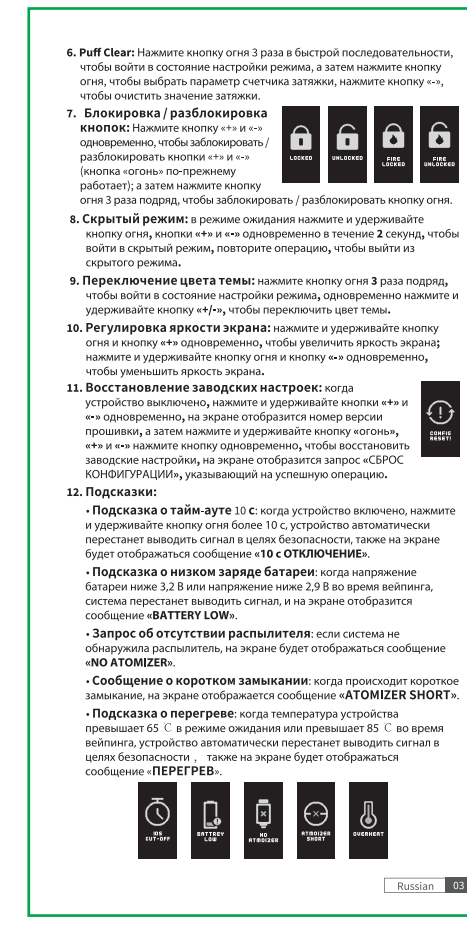 6. Puff Clear: Нажмите кнопку огня 3 раза в быстрой последовательности,
чтобы войти в состояние настройки режима, а затем нажмите кнопку
огня, чтобы выбрать параметр счетчика затяжки, нажмите кнопку «-»,
чтобы очистить значение затяжки.
7. Блокировка / разблокировка
кнопок: Нажмите кнопку «+» и «-»
одновременно, чтобы заблокировать /
разблокировать кнопки «+» и «-»
(кнопка «огонь» по-прежнему
работает); а затем нажмите кнопку
огня 3 раза подряд, чтобы заблокировать / разблокировать кнопку огня.
LOCKED
UNLOCKED
FIRE
LOCKED
FIRE
UNLOCKED
8. Скрытый режим: в режиме ожидания нажмите и удерживайте
кнопку огня, кнопки «+» и «-» одновременно в течение 2 секунд, чтобы
войти в скрытый режим, повторите операцию, чтобы выйти из
скрытого режима.
9. Переключение цвета темы: нажмите кнопку огня 3 раза подряд,
чтобы войти в состояние настройки режима, одновременно нажмите и
удерживайте кнопку «+/-», чтобы переключить цвет темы.
10. Регулировка яркости экрана: нажмите и удерживайте кнопку
огня и кнопку «+» одновременно, чтобы увеличить яркость экрана;
нажмите и удерживайте кнопку огня и кнопку «-» одновременно,
чтобы уменьшить яркость экрана.
11. Восстановление заводских настроек: когда
устройство выключено, нажмите и удерживайте кнопки «+» и
«-» одновременно, на экране отобразится номер версии
прошивки, а затем нажмите и удерживайте кнопку «огонь»,
«+» и «-» нажмите кнопку одновременно, чтобы восстановить
заводские настройки, на экране отобразится запрос «СБРОС
КОНФИГУРАЦИИ», указывающий на успешную операцию.
CONFIG
RESET!
12. Подсказки:
• Подсказка о тайм-ауте 10 с: когда устройство включено, нажмите
и удерживайте кнопку огня более 10 с, устройство автоматически
перестанет выводить сигнал в целях безопасности, также на экране
будет отображаться сообщение «10 с ОТКЛЮЧЕНИЕ».
• Подсказка о низком заряде батареи: когда напряжение
батареи ниже 3,2 В или напряжение ниже 2,9 В во время вейпинга,
система перестанет выводить сигнал, и на экране отобразится
сообщение «BATTERY LOW».
• Запрос об отсутствии распылителя: если система не
обнаружила распылитель, на экране будет отображаться сообщение
«NO ATOMIZER».
• Сообщение о коротком замыкании: когда происходит короткое
замыкание, на экране отображается сообщение «ATOMIZER SHORT».
• Подсказка о перегреве: когда температура устройства
превышает 65 ℃ в режиме ожидания или превышает 85 ℃ во время
вейпинга, устройство автоматически перестанет выводить сигнал в
целях безопасности， также на экране будет отображаться
сообщение «ПЕРЕГРЕВ».
10S
CUT-OFF
BATTREY
LOW
NO
ATMOIZER
ATMOIZER
SHORT
OVERHEAT
Russian 03